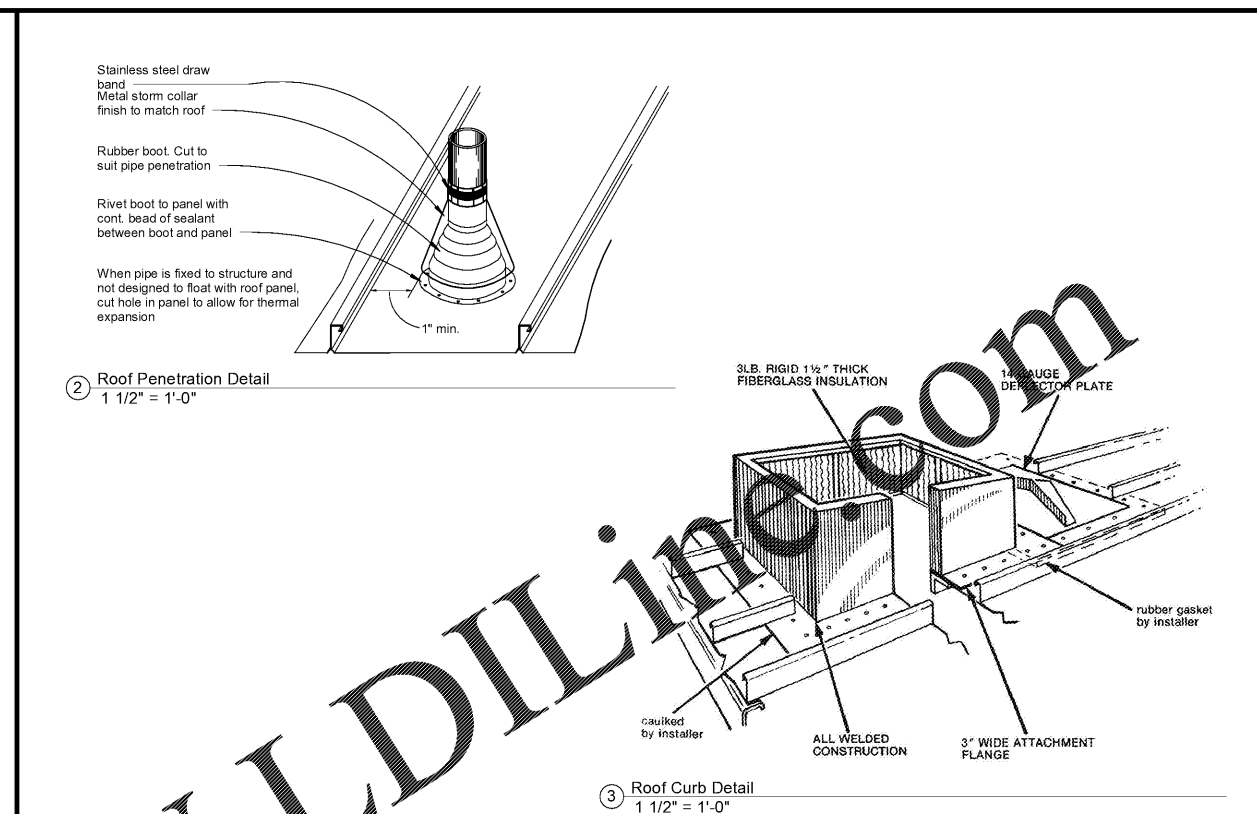 Stainless steel draw
band
Metal storm collar
finish to match roof
Rubber boot. Cut to
suit pipe penetration
Rivet boot to panel with
cont. bead of sealant
between boot and panel
When pipe is fixed to structure and
not designed to float with roof panel,
cut hole in panel to allow for thermal
expansion
1" min.
2
Roof Penetration Detail
1 1/2" = 1'-0"
3LB. RIGID 1½" THICK
FIBERGLASS INSULATION
14 GAUGE
DEFLECTOR PLATE
rubber gasket
by installer
caulked
by installer
ALL WELDED
CONSTRUCTION
3" WIDE ATTACHMENT
FLANGE
3
Roof Curb Detail
1 1/2" = 1'-0"
LDILine.com